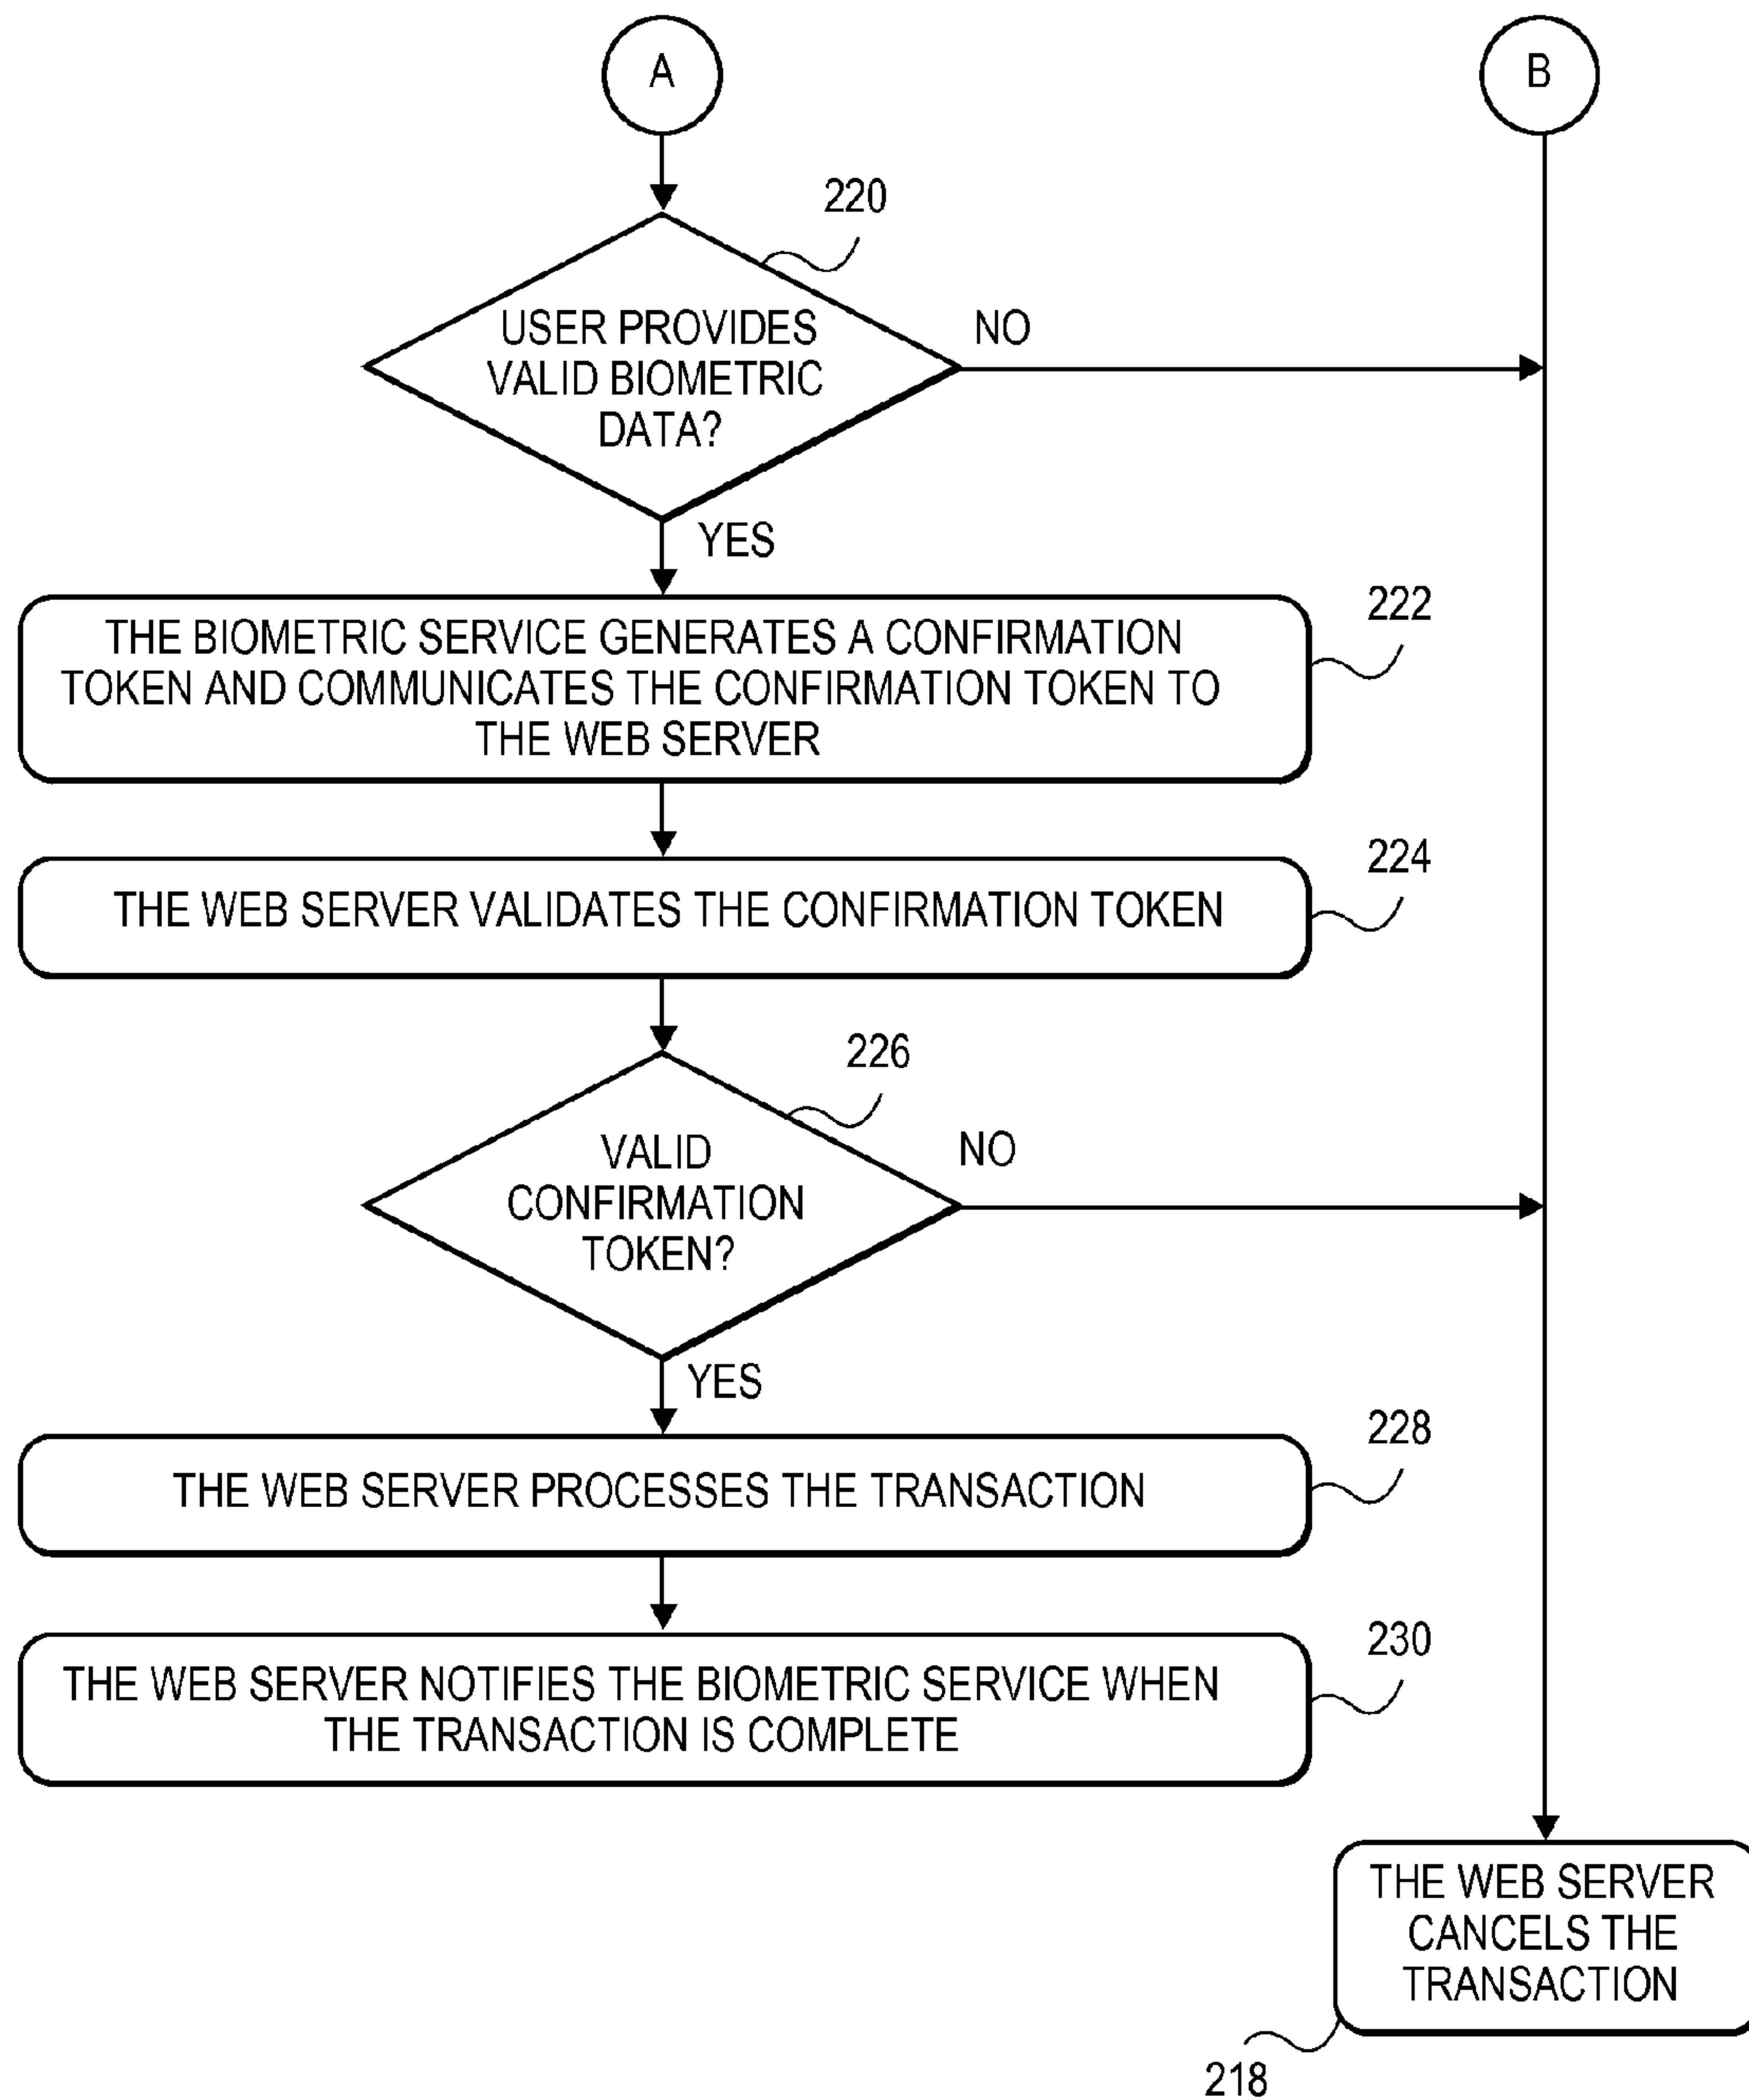 A
B
220
USER PROVIDES
VALID BIOMETRIC
DATA?
NO
YES
222
THE BIOMETRIC SERVICE GENERATES A CONFIRMATION
TOKEN AND COMMUNICATES THE CONFIRMATION TOKEN TO
THE WEB SERVER
224
THE WEB SERVER VALIDATES THE CONFIRMATION TOKEN
226
VALID
CONFIRMATION
TOKEN?
NO
YES
228
THE WEB SERVER PROCESSES THE TRANSACTION
230
THE WEB SERVER NOTIFIES THE BIOMETRIC SERVICE WHEN
THE TRANSACTION IS COMPLETE
THE WEB SERVER
CANCELS THE
TRANSACTION
218